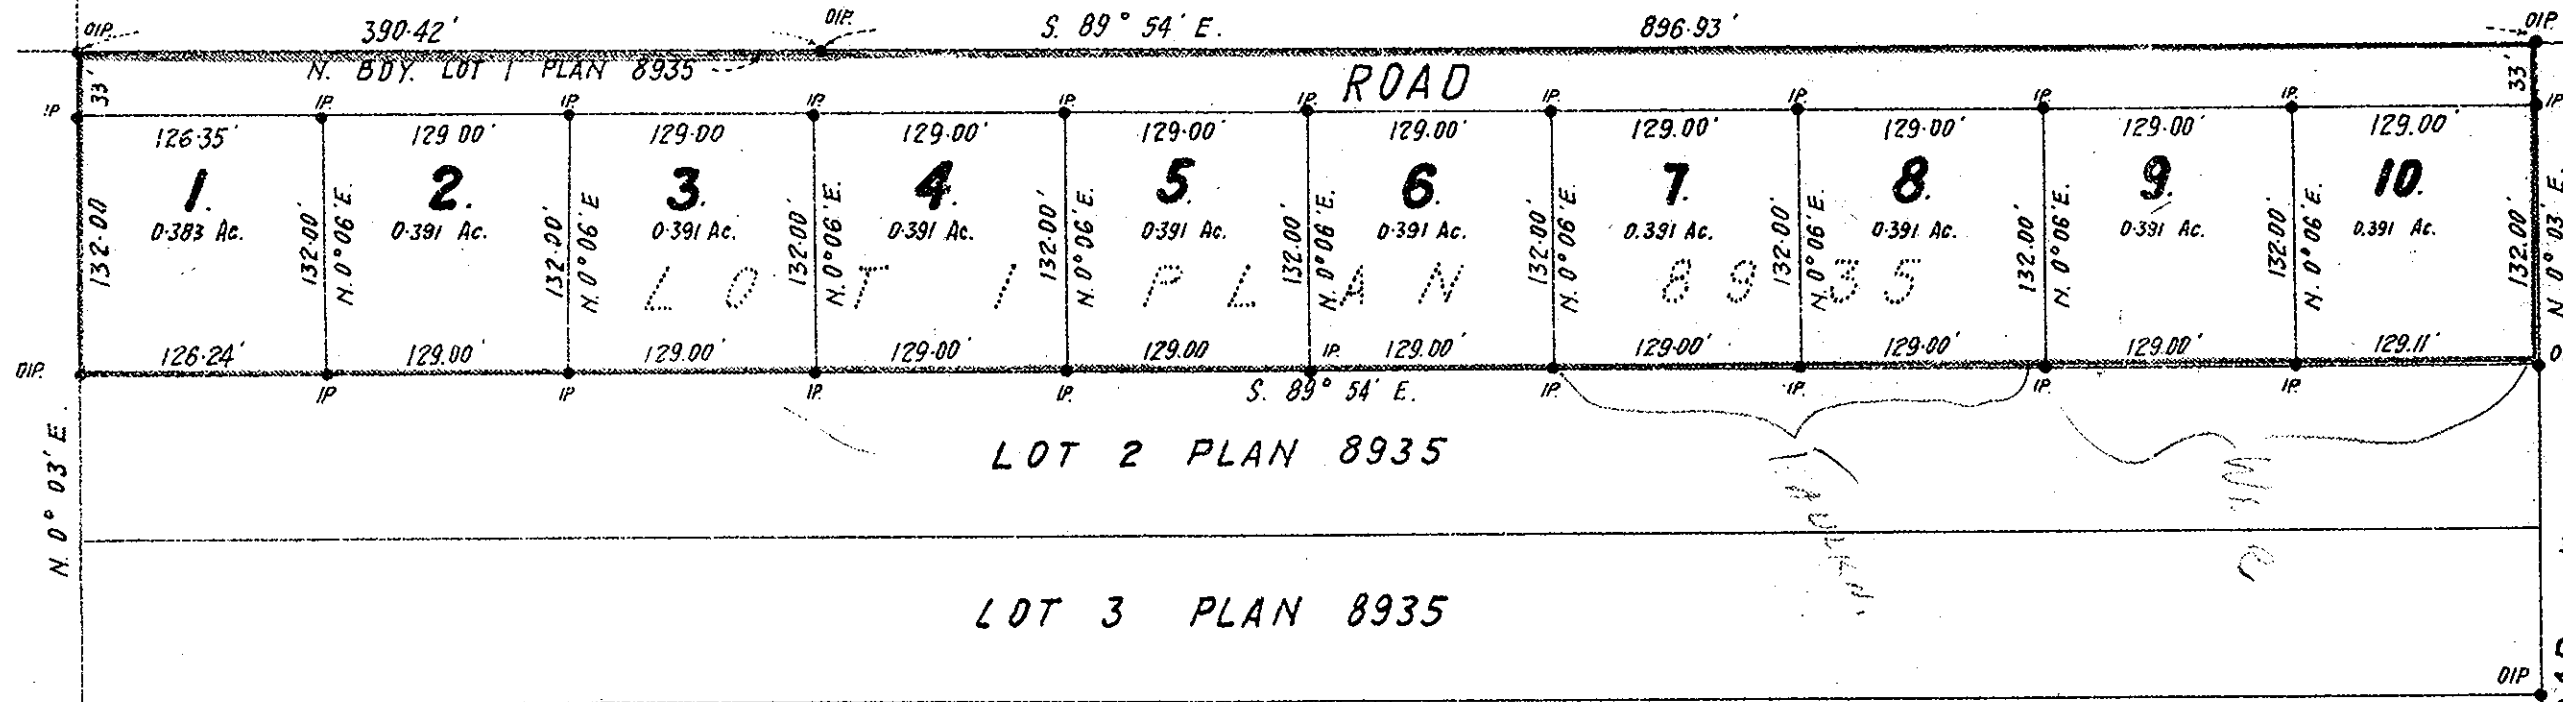 OIP. 390.42' OIP. S. 89° 54' E. 896.93' OIP
N. BDY. LOT 1 PLAN 8935
ROAD
33' 33'
IP IP. IP. IP. IP. IP. IP. IP. IP. IP. IP
126.35' 129.00' 129.00 129.00' 129.00' 129.00' 129.00' 129.00' 129.00' 129.00'
1. 2. 3. 4. 5. 6. 7. 8. 9. 10.
0.383 Ac. 0.391 Ac. 0.391 Ac. 0.391 Ac. 0.391 Ac. 0.391 Ac. 0.391 Ac. 0.391 Ac. 0.391 Ac. 0.391 Ac.
132.00 132.00' 132.00' 132.00' 132.00' 132.00' 132.00' 132.00' 132.00' 132.00' 132.00'
N. 0° 06' E. N. 0° 06' E N. 0° 06' E. N. 0° 06' E. N. 0° 06' E. N. 0° 06' E. N. 0° 06' E. N. 0° 06' E. N. 0° 06' E. N 0° 03' E.
LOT 1 PLAN 8935
126.24' 129.00' 129.00' 129.00' 129.00 129.00' 129.00' 129.00' 129.00' 129.11'
OIP. IP IP IP. IP. IP. IP. IP. IP. IP. O
S. 89° 54' E.
N. 0° 03' E.
LOT 2 PLAN 8935
LOT 3 PLAN 8935
OIP